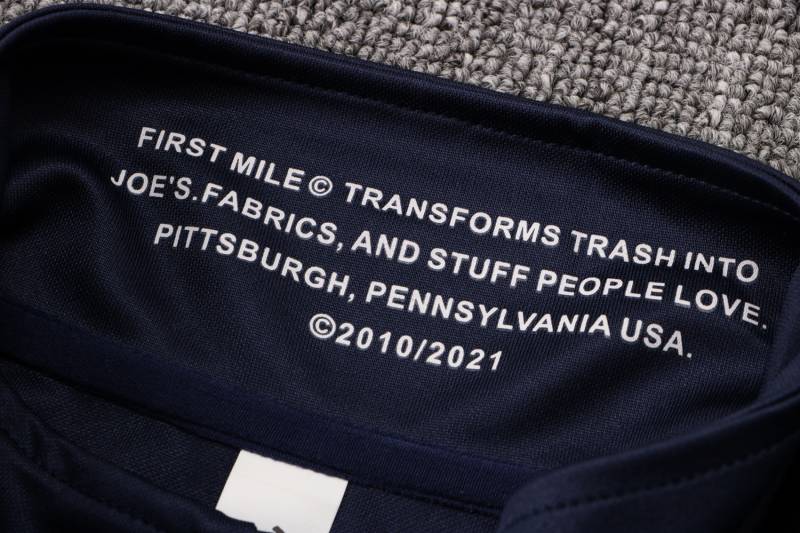 FIRST MILE© TRANSFORMS TRASH INTO
JOE'S.FABRICS, AND STUFF PEOPLE LOVE.
PITTSBURGH, PENNSYLVANIA USA.
©2010/2021